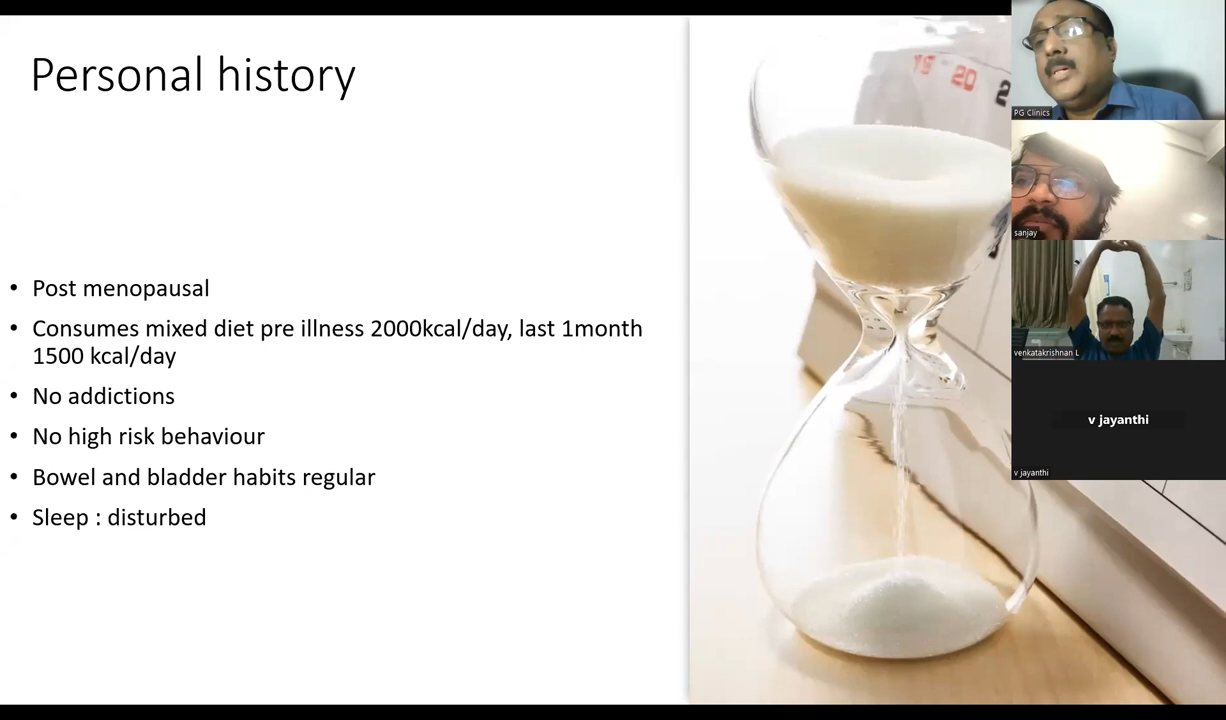 Personal history
• Post menopausal
• Consumes mixed diet pre illness 2000kcal/day, last 1month
1500 kcal/day
• No addictions
• No high risk behaviour
• Bowel and bladder habits regular
• Sleep : disturbed
19 20 2
PG Clinics
sanjay
venkatakrishnan L
v jayanthi
v jayanthi